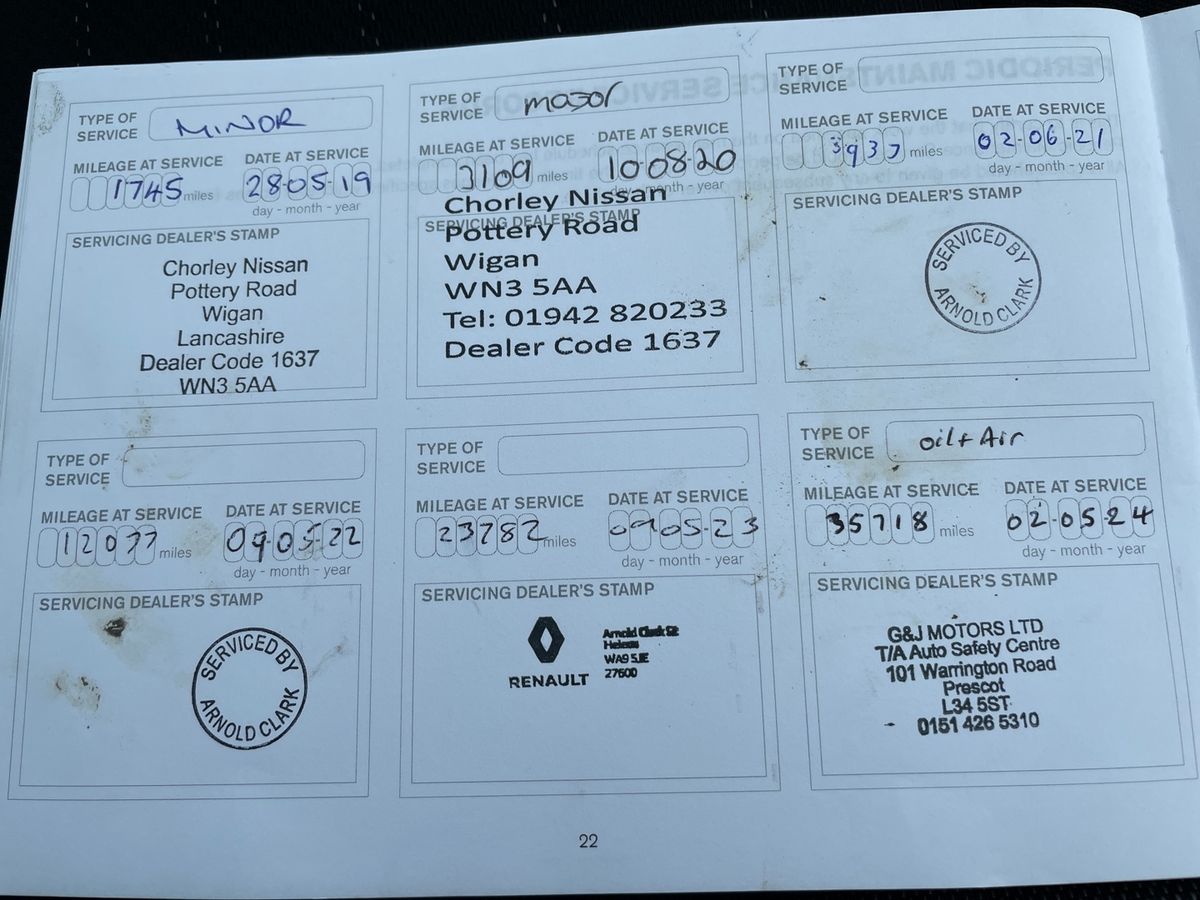 TYPE OF SERVICE MINOR
MILEAGE AT SERVICE DATE AT SERVICE
1745 miles 28-05-19
day - month - year
SERVICING DEALER'S STAMP
Chorley Nissan
Pottery Road
Wigan
Lancashire
Dealer Code 1637
WN3 5AA
TYPE OF SERVICE masor
MILEAGE AT SERVICE DATE AT SERVICE
3109 miles 10-08-20
day - month - year
SERVICING DEALER'S STAMP
Chorley Nissan
Pottery Road
Wigan
WN3 5AA
Tel: 01942 820233
Dealer Code 1637
TYPE OF SERVICE
MILEAGE AT SERVICE DATE AT SERVICE
3937 miles 02-06-21
day - month - year
SERVICING DEALER'S STAMP
SERVICED BY
ARNOLD CLARK
TYPE OF SERVICE
MILEAGE AT SERVICE DATE AT SERVICE
12077 miles 09-05-22
day - month - year
SERVICING DEALER'S STAMP
SERVICED BY
ARNOLD CLARK
TYPE OF SERVICE
MILEAGE AT SERVICE DATE AT SERVICE
23782 miles 09-05-23
day - month - year
SERVICING DEALER'S STAMP
RENAULT
Arnold Clark St
Helens
WA9 5JE
27600
TYPE OF SERVICE oil + Air
MILEAGE AT SERVICE DATE AT SERVICE
35718 miles 02-05-24
day - month - year
SERVICING DEALER'S STAMP
G&J MOTORS LTD
T/A Auto Safety Centre
101 Warrington Road
Prescot
L34 5ST
0151 426 5310
22